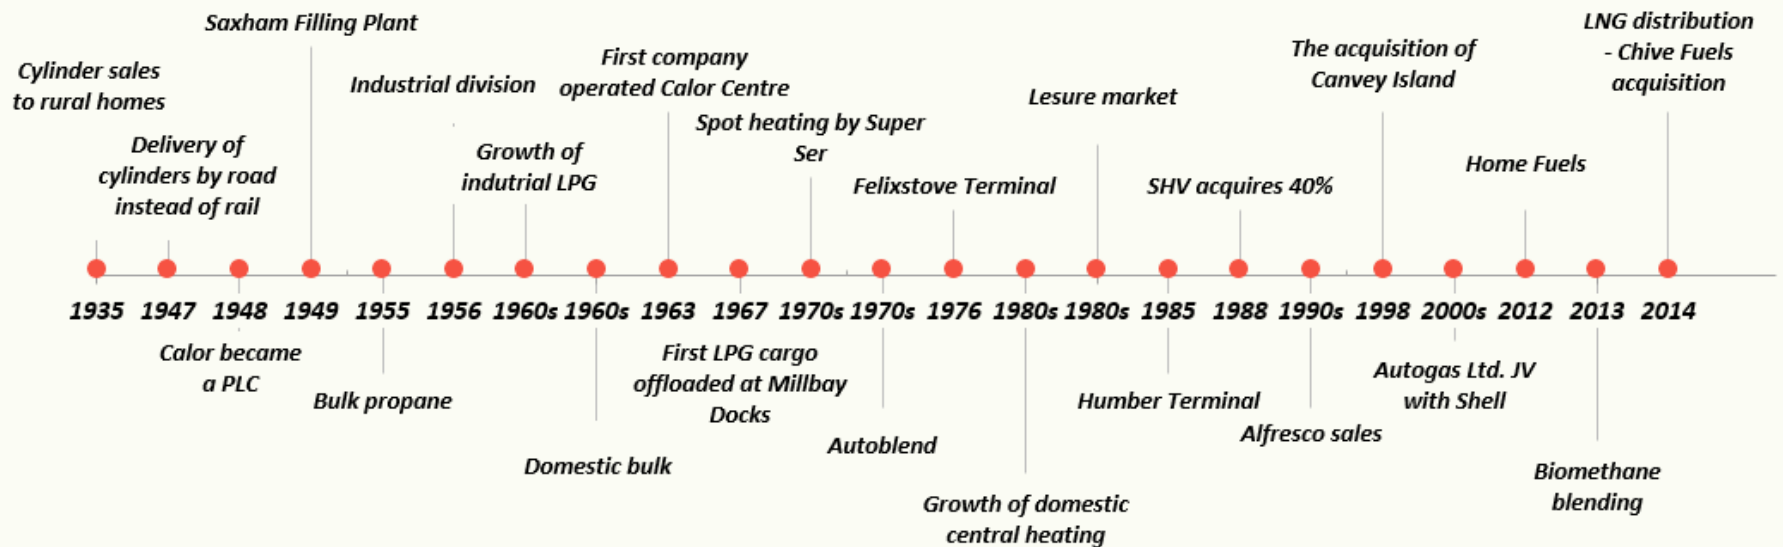 Saxham Filling Plant
Cylinder sales
to rural homes
Delivery of
cylinders by road
instead of rail
Industrial division
Growth of
indutrial LPG
First company
operated Calor Centre
Spot heating by Super
Ser
Felixstove Terminal
Lesure market
SHV acquires 40%
The acquisition of
Canvey Island
Home Fuels
LNG distribution
- Chive Fuels
acquisition
1935 1947 1948 1949 1955 1956 1960s 1960s 1963 1967 1970s 1970s 1976 1980s 1980s 1985 1988 1990s 1998 2000s 2012 2013 2014
Calor became
a PLC
Bulk propane
Domestic bulk
First LPG cargo
offloaded at Millbay
Docks
Autoblend
Growth of domestic
central heating
Humber Terminal
Alfresco sales
Autogas Ltd. JV
with Shell
Biomethane
blending